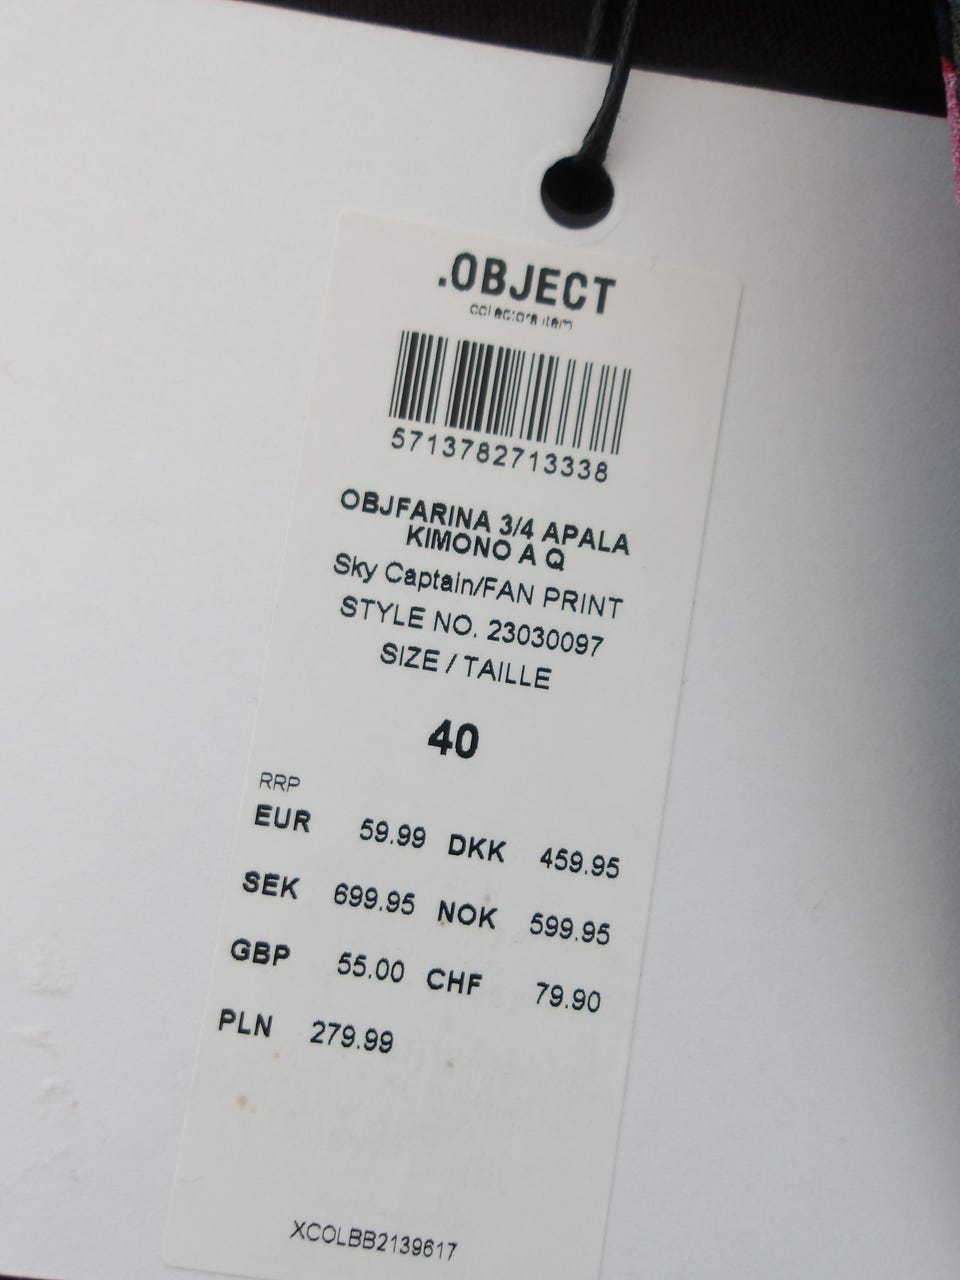 .OBJECT
collectors item
5713782713338
OBJFARINA 3/4 APALA
KIMONO A Q
Sky Captain/FAN PRINT
STYLE NO. 23030097
SIZE / TAILLE
40
RRP
EUR 59.99 DKK 459.95
SEK 699.95 NOK 599.95
GBP 55.00 CHF 79.90
PLN 279.99
XCOLBB2139617